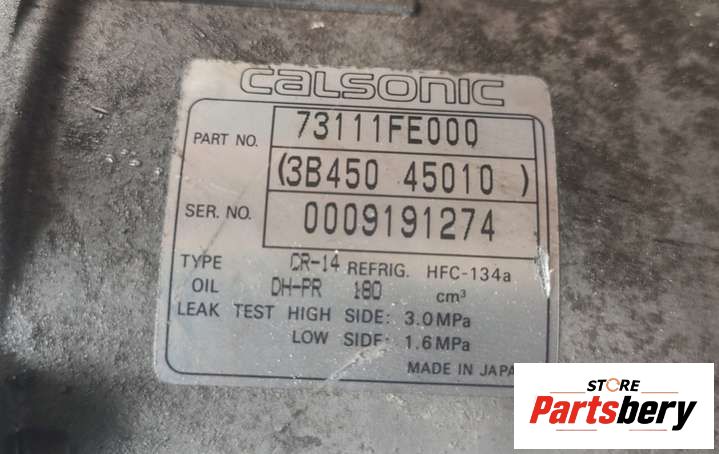 CALSONIC
PART NO. 73111FE000
(3B450 45010 )
SER. NO. 0009191274
TYPE CR-14 REFRIG. HFC-134a
OIL DH-PR 180 cm³
LEAK TEST HIGH SIDE: 3.0MPa
LOW SIDE: 1.6MPa
MADE IN JAPA
STORE
Partsbery